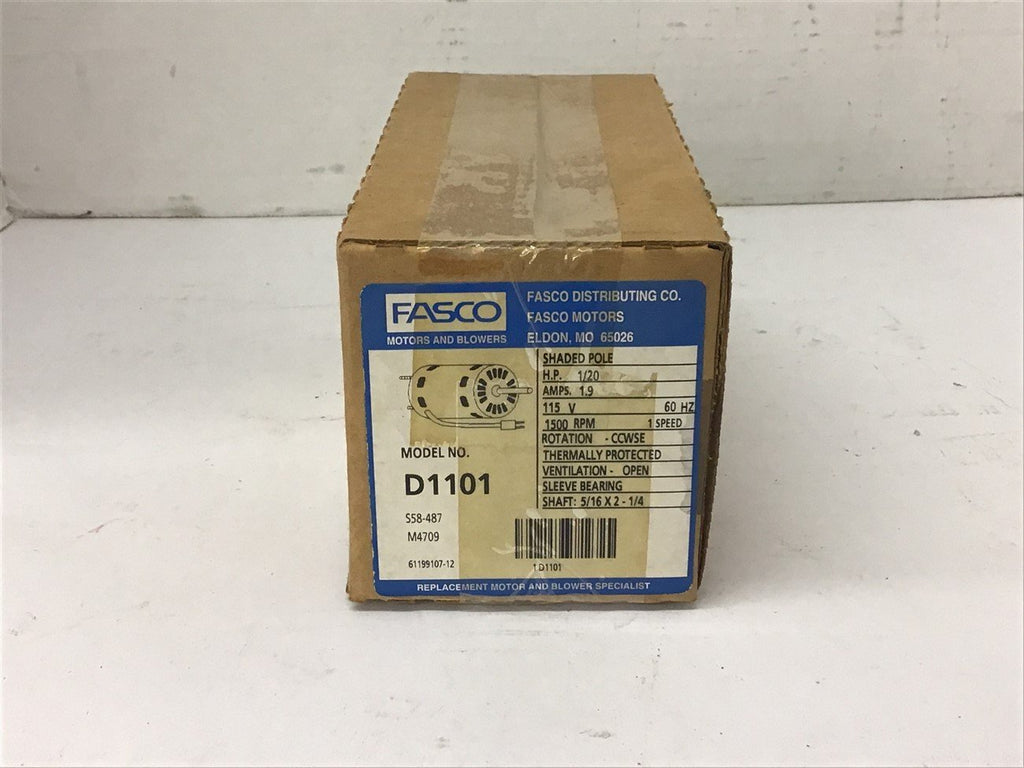 FASCO
MOTORS AND BLOWERS
FASCO DISTRIBUTING CO.
FASCO MOTORS
ELDON, MO 65026
SHADED POLE
H.P. 1/20
AMPS. 1.9
115 V 60 HZ
1500 RPM 1 SPEED
ROTATION - CCWSE
THERMALLY PROTECTED
VENTILATION - OPEN
SLEEVE BEARING
SHAFT: 5/16 X 2 - 1/4
MODEL NO.
D1101
S58-487
M4709
61199107-12
1D1101
REPLACEMENT MOTOR AND BLOWER SPECIALIST